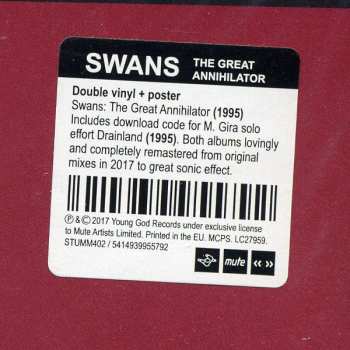 SWANS THE GREAT
ANNIHILATOR
Double vinyl + poster
Swans: The Great Annihilator (1995)
Includes download code for M. Gira solo
effort Drainland (1995). Both albums lovingly
and completely remastered from original
mixes in 2017 to great sonic effect.
℗ & © 2017 Young God Records under exclusive license
to Mute Artists Limited. Printed in the EU. MCPS. LC27959.
STUMM402 / 5414939955792
mute